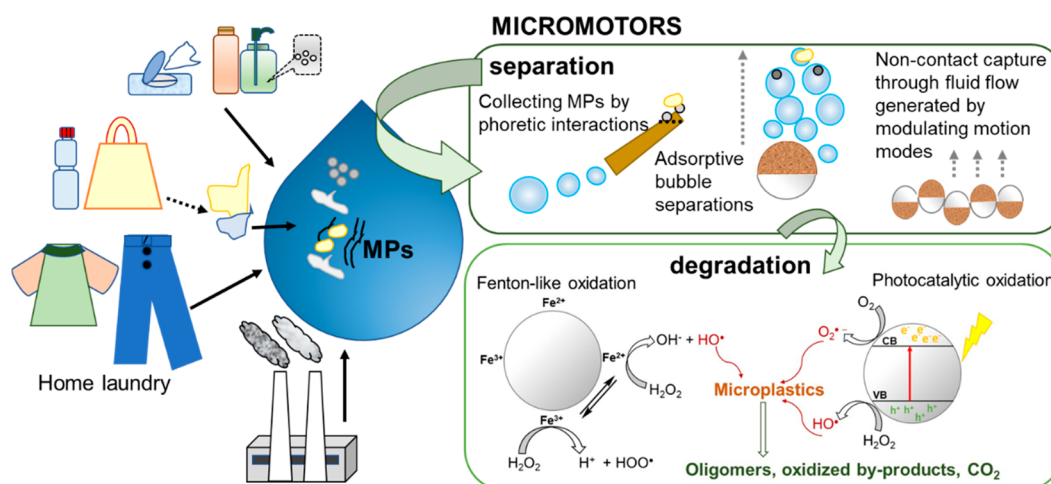 MICROMOTORS
separation
Collecting MPs by
phoretic interactions
Adsorptive
bubble
separations
Non-contact capture
through fluid flow
generated by
modulating motion
modes
MPs
Home laundry
degradation
Fenton-like oxidation
Fe²⁺
Fe³⁺
Fe²⁺
Fe³⁺
OH⁻ + HO•
H₂O₂
H₂O₂
H⁺ + HOO•
Microplastics
Photocatalytic oxidation
O₂
O₂•⁻
CB
e⁻ e⁻ e⁻ e⁻ e⁻
VB
h⁺ h⁺ h⁺ h⁺ h⁺
HO•
H₂O₂
Oligomers, oxidized by-products, CO₂